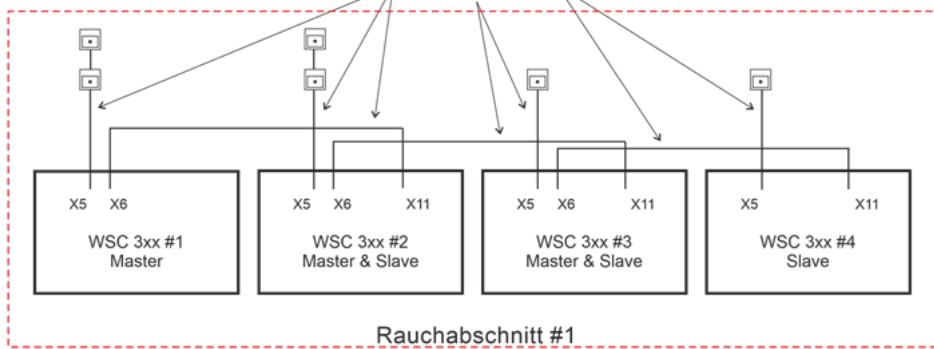 X5 X6
X5 X6 X11
X5 X6 X11
X5 X11
WSC 3xx #1
Master
WSC 3xx #2
Master & Slave
WSC 3xx #3
Master & Slave
WSC 3xx #4
Slave
Rauchabschnitt #1